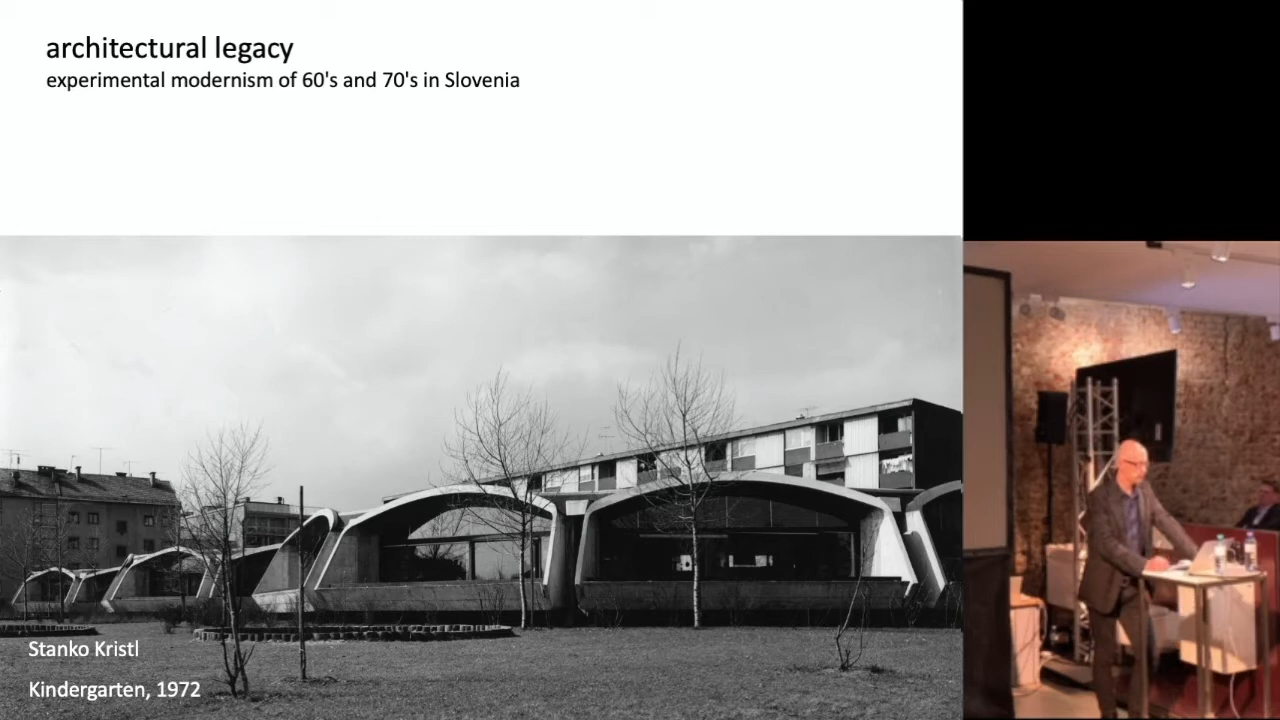 architectural legacy
experimental modernism of 60's and 70's in Slovenia
Stanko Kristl
Kindergarten, 1972